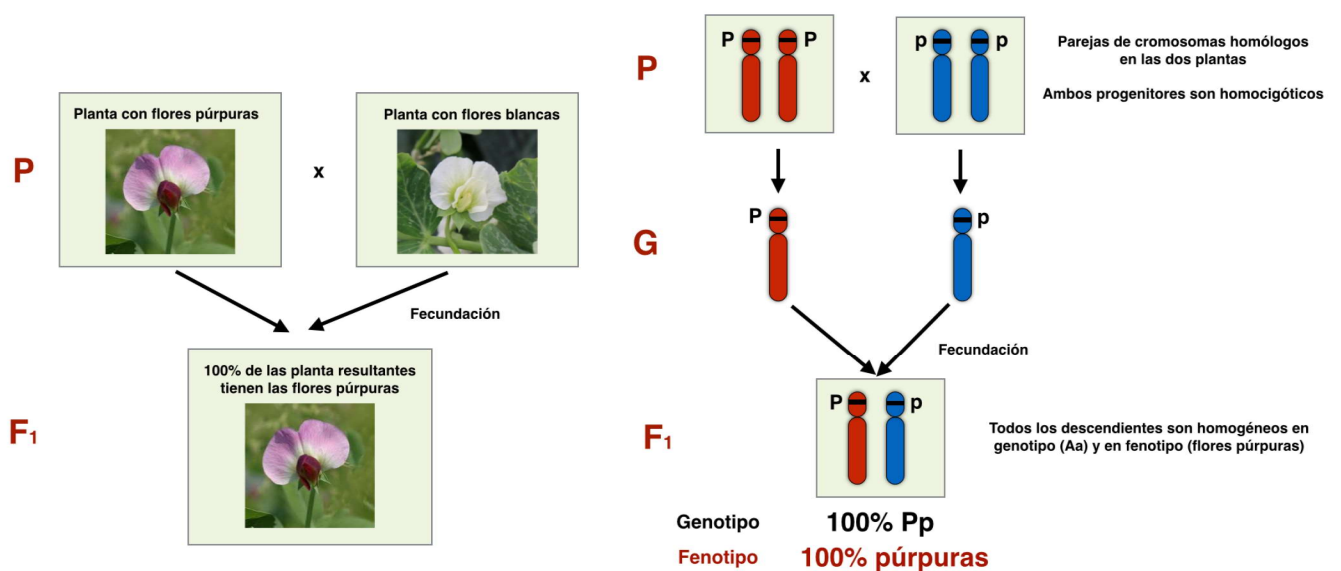 Planta con flores púrpuras
Planta con flores blancas
P
x
Fecundación
100% de las planta resultantes
tienen las flores púrpuras
F1
P
P
P
x
p
p
Parejas de cromosomas homólogos
en las dos plantas
Ambos progenitores son homocigóticos
G
P
p
Fecundación
F1
P
p
Todos los descendientes son homogéneos en
genotipo (Aa) y en fenotipo (flores púrpuras)
Genotipo
100% Pp
Fenotipo
100% púrpuras